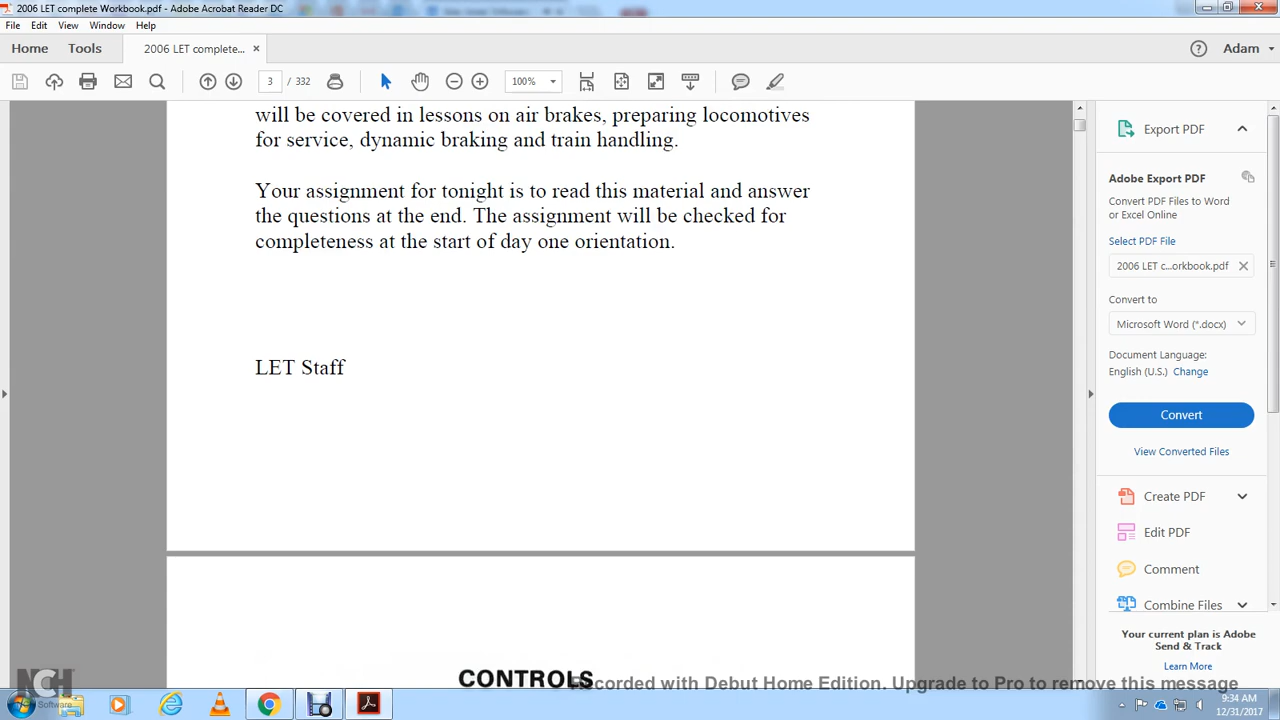 2006 LET complete Workbook.pdf - Adobe Acrobat Reader DC
File Edit View Window Help
Home Tools 2006 LET complete... × Adam
3 / 332 100%
will be covered in lessons on air brakes, preparing locomotives
for service, dynamic braking and train handling.
Your assignment for tonight is to read this material and answer
the questions at the end. The assignment will be checked for
completeness at the start of day one orientation.
LET Staff
CONTROLS
Export PDF
Adobe Export PDF
Convert PDF Files to Word
or Excel Online
Select PDF File
2006 LET c...orkbook.pdf
Convert to
Microsoft Word (*.docx)
Document Language:
English (U.S.) Change
Convert
View Converted Files
Create PDF
Edit PDF
Comment
Combine Files
Your current plan is Adobe
Send & Track
Learn More
NCH
Software
Recorded with Debut Home Edition. Upgrade to Pro to remove this message
9:34 AM
12/31/2017